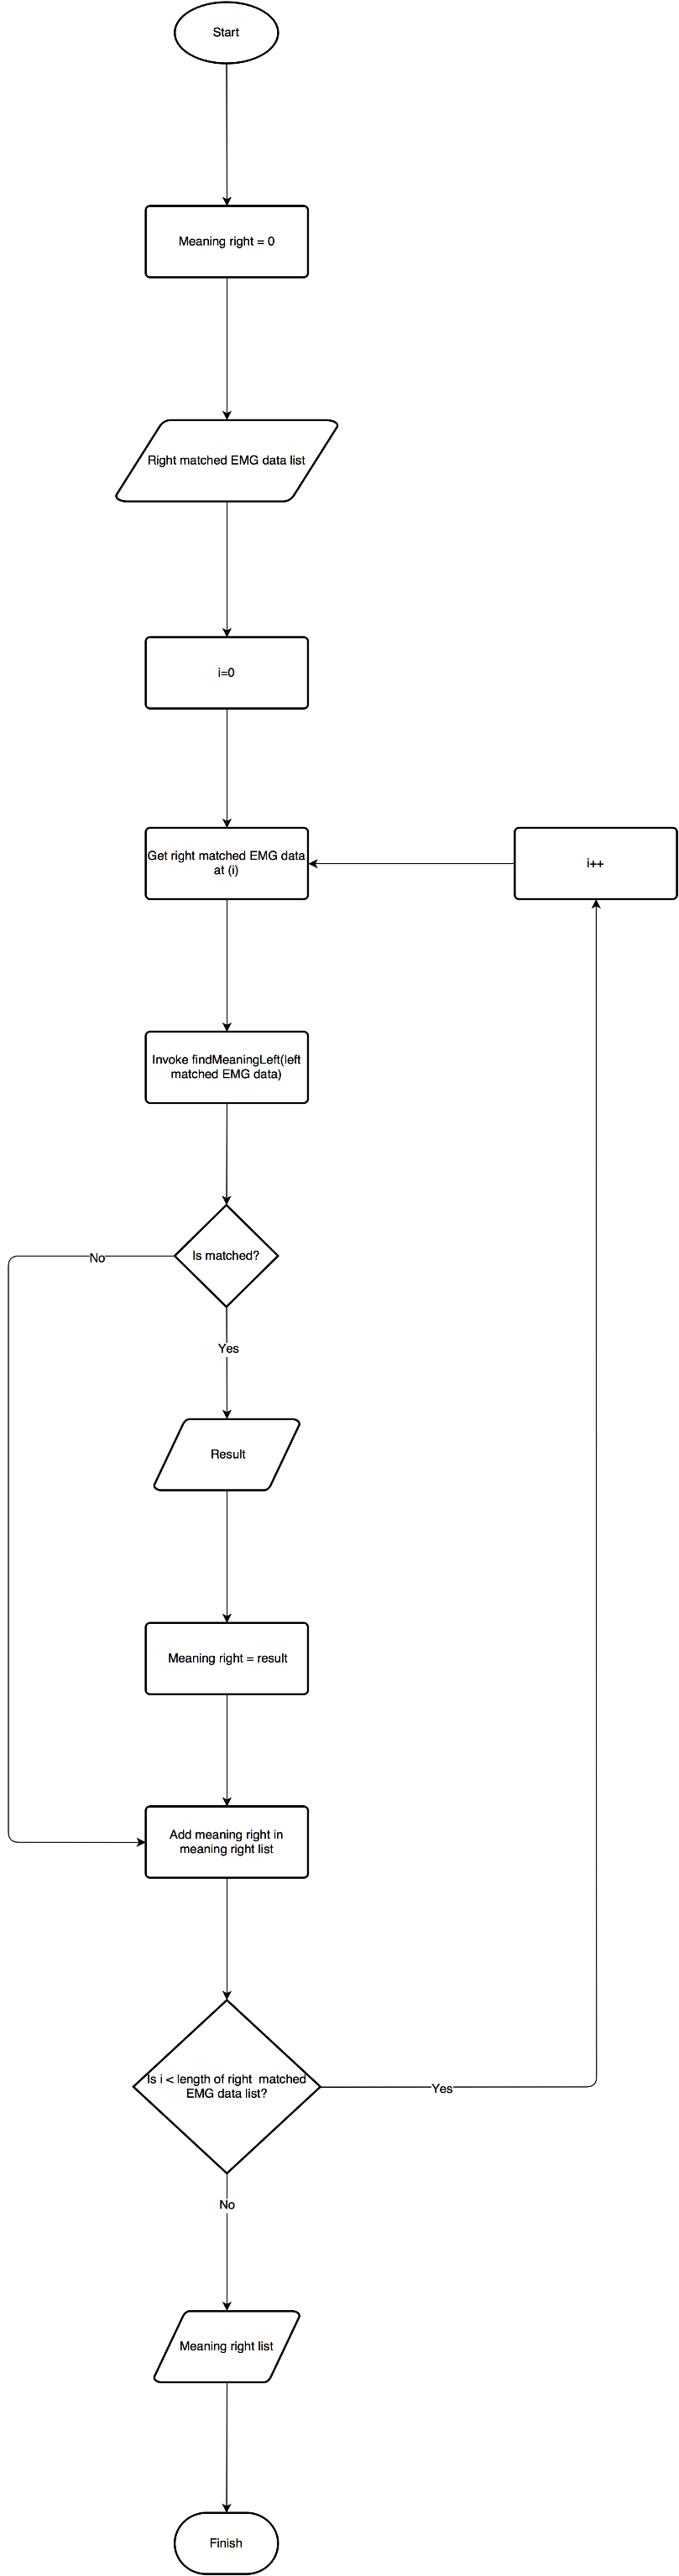 Start
Meaning right = 0
Right matched EMG data list
i=0
Get right matched EMG data
at (i)
i++
Invoke findMeaningLeft(left
matched EMG data)
Is matched?
No
Yes
Result
Meaning right = result
Add meaning right in
meaning right list
Is i < length of right matched
EMG data list?
Yes
No
Meaning right list
Finish